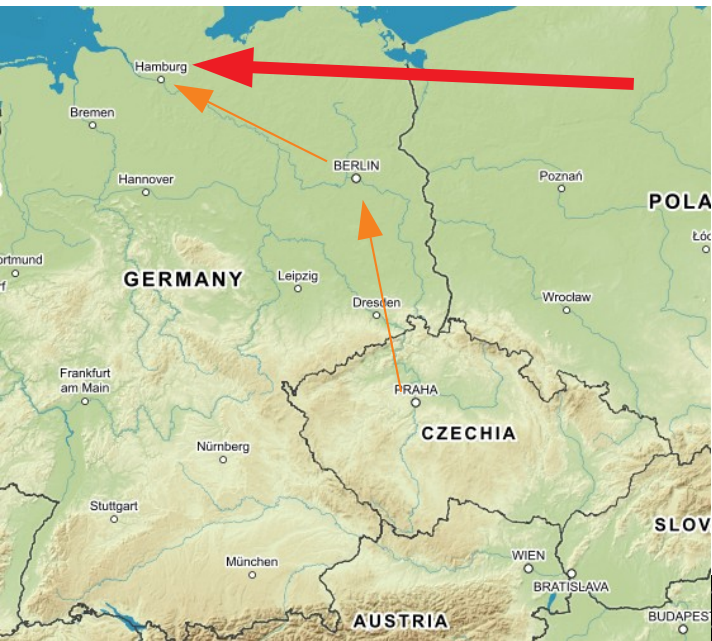 Hamburg
Bremen
BERLIN
Hannover
Poznań
POLA
Łód
ortmund
rf
GERMANY
Leipzig
Dresden
Wrocław
Frankfurt
am Main
PRAHA
CZECHIA
Nürnberg
Stuttgart
SLOV
München
WIEN
BRATISLAVA
AUSTRIA
BUDAPEST